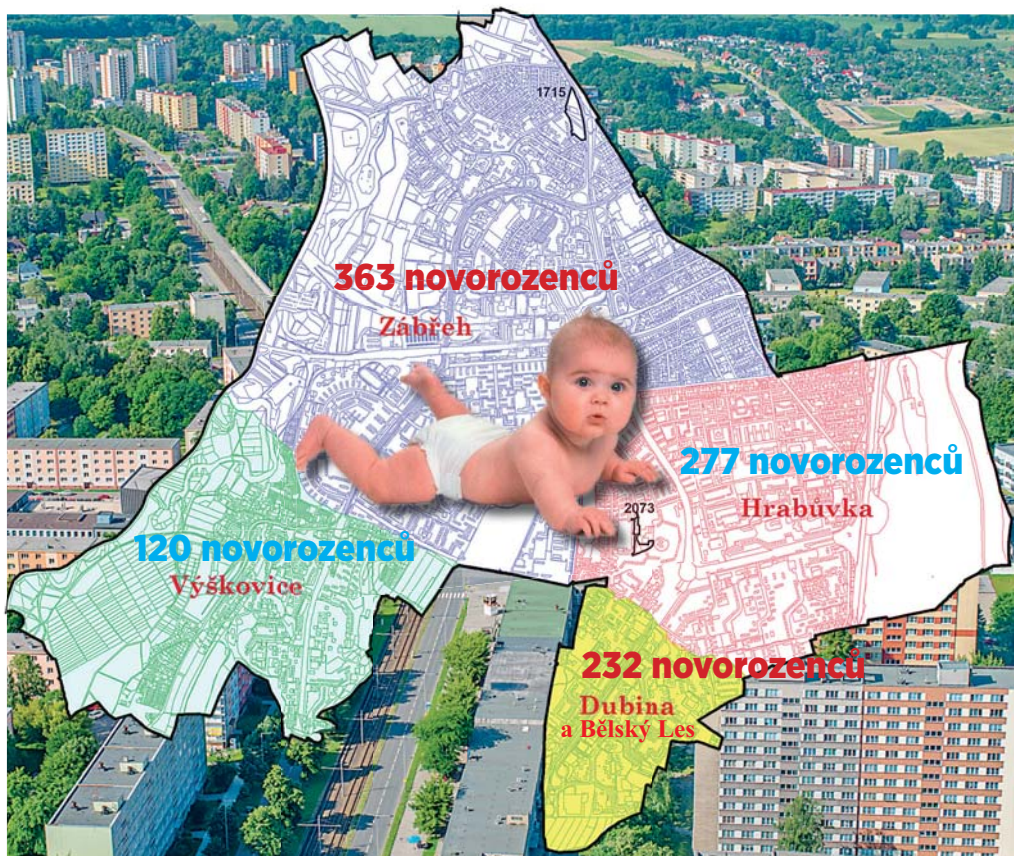 1715
363 novorozenců
Zábřeh
277 novorozenců
2073
Hrabůvka
120 novorozenců
Výškovice
232 novorozenců
Dubina
a Bělský Les